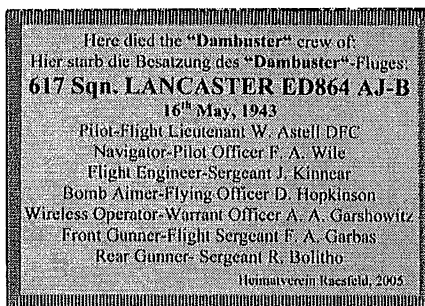 Here died the “Dambuster“ crew of:
Hier starb die Besatzung des “Dambuster“-Fluges:
617 Sqn. LANCASTER ED864 AJ-B
16th May, 1943
Pilot-Flight Lieutenant W. Astell DFC
Navigator-Pilot Officer F. A. Wile
Flight Engineer-Sergeant J. Kinnear
Bomb Aimer-Flying Officer D. Hopkinson
Wireless Operator-Warrant Officer A. A. Garshowitz
Front Gunner-Flight Sergeant F. A. Garbas
Rear Gunner- Sergeant R. Bolitho
Heimatverein Raesfeld, 2005